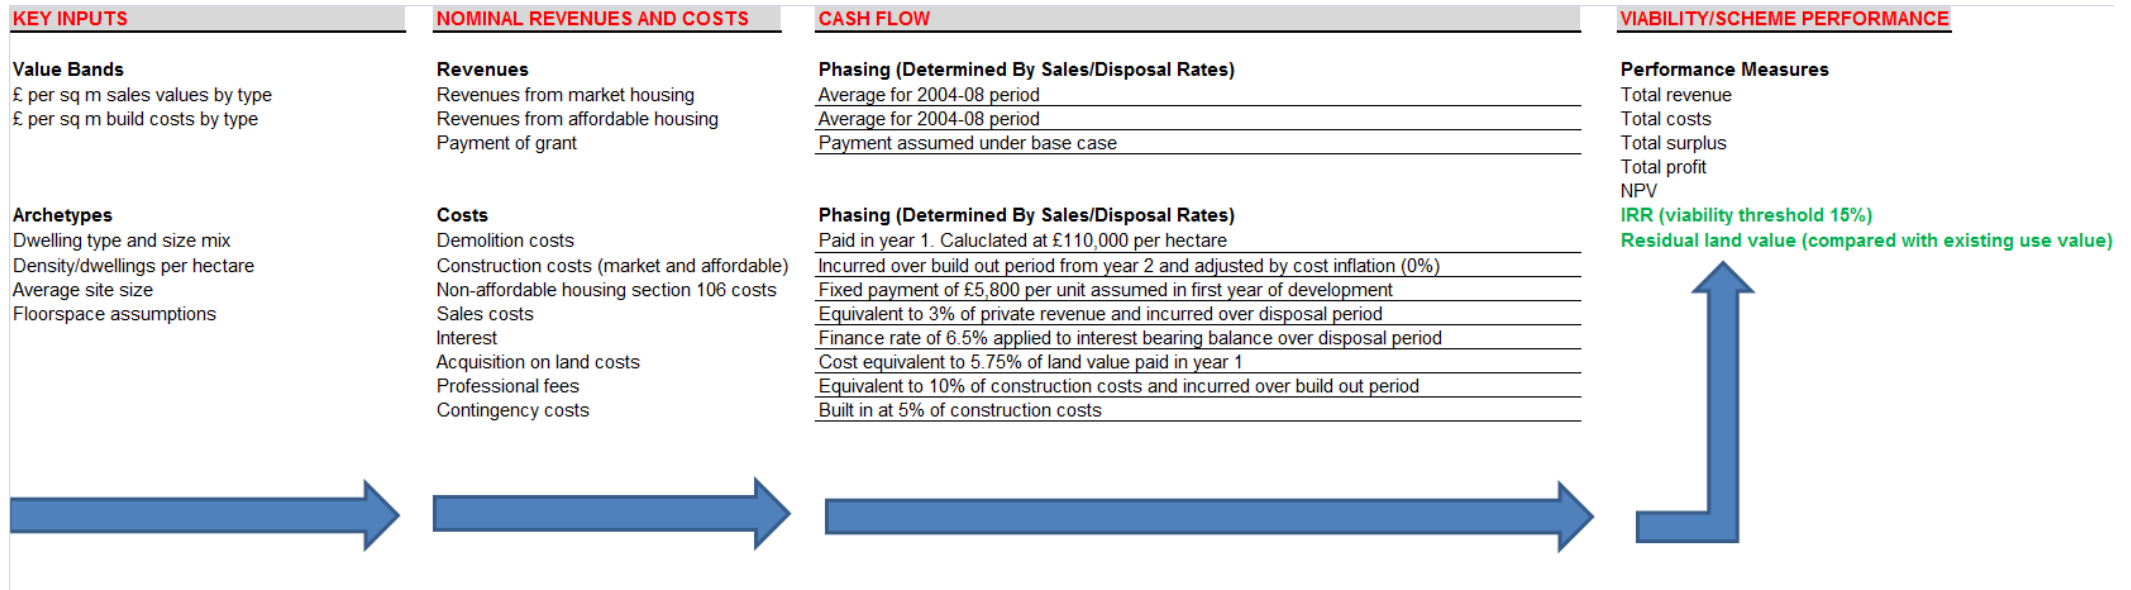 KEY INPUTS
NOMINAL REVENUES AND COSTS
CASH FLOW
VIABILITY/SCHEME PERFORMANCE
Value Bands
£ per sq m sales values by type
£ per sq m build costs by type
Archetypes
Dwelling type and size mix
Density/dwellings per hectare
Average site size
Floorspace assumptions
Revenues
Revenues from market housing
Revenues from affordable housing
Payment of grant
Costs
Demolition costs
Construction costs (market and affordable)
Non-affordable housing section 106 costs
Sales costs
Interest
Acquisition on land costs
Professional fees
Contingency costs
Phasing (Determined By Sales/Disposal Rates)
Average for 2004-08 period
Average for 2004-08 period
Payment assumed under base case
Phasing (Determined By Sales/Disposal Rates)
Paid in year 1. Caluclated at £110,000 per hectare
Incurred over build out period from year 2 and adjusted by cost inflation (0%)
Fixed payment of £5,800 per unit assumed in first year of development
Equivalent to 3% of private revenue and incurred over disposal period
Finance rate of 6.5% applied to interest bearing balance over disposal period
Cost equivalent to 5.75% of land value paid in year 1
Equivalent to 10% of construction costs and incurred over build out period
Built in at 5% of construction costs
Performance Measures
Total revenue
Total costs
Total surplus
Total profit
NPV
IRR (viability threshold 15%)
Residual land value (compared with existing use value)